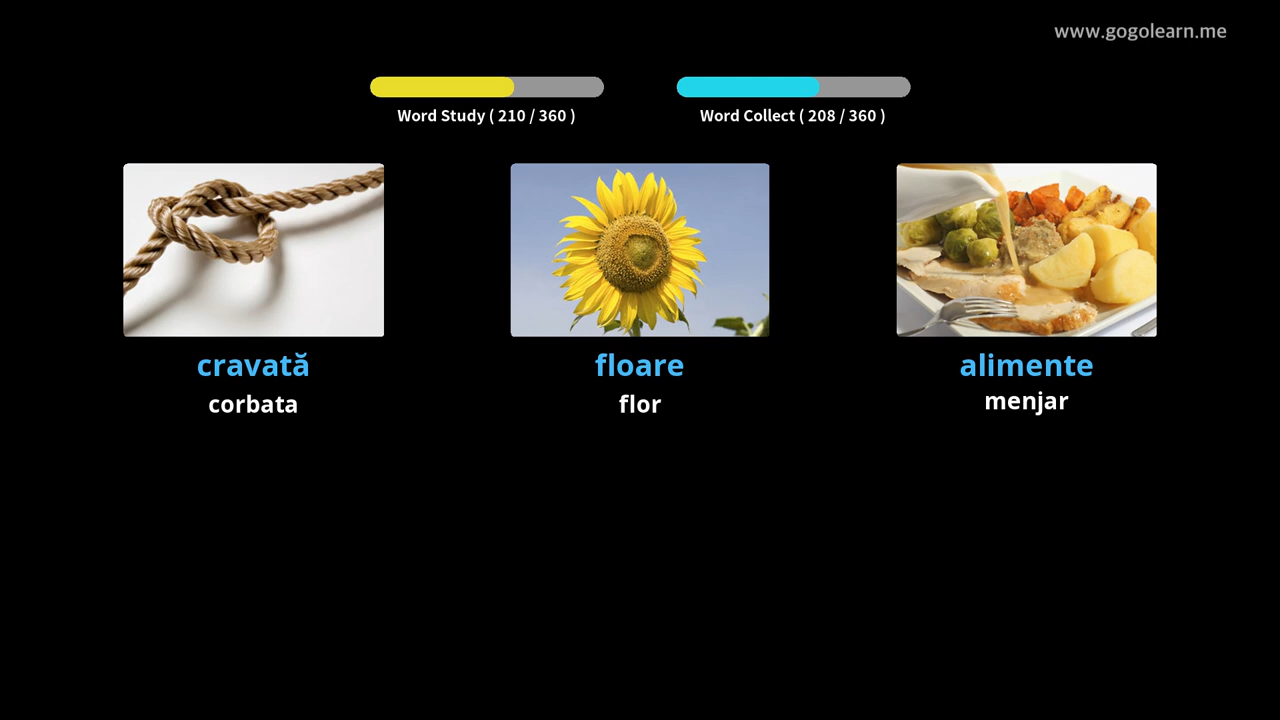 www.gogolearn.me
Word Study ( 210 / 360 )
Word Collect ( 208 / 360 )
cravată
corbata
floare
flor
alimente
menjar